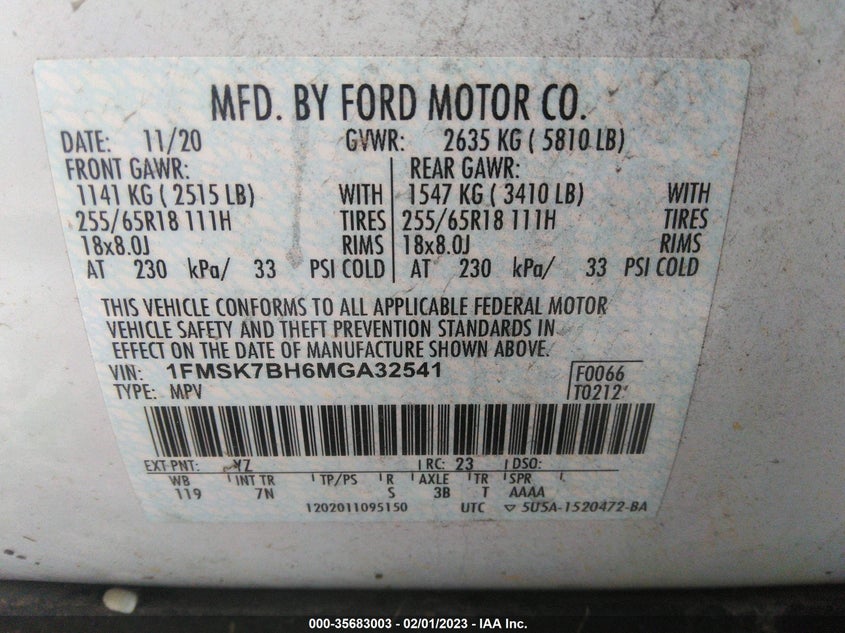 MFD. BY FORD MOTOR CO.
DATE: 11/20 GVWR: 2635 KG ( 5810 LB)
FRONT GAWR: REAR GAWR:
1141 KG ( 2515 LB) WITH 1547 KG ( 3410 LB) WITH
255/65R18 111H TIRES 255/65R18 111H TIRES
18x8.0J RIMS 18x8.0J RIMS
AT 230 kPa/ 33 PSI COLD AT 230 kPa/ 33 PSI COLD
THIS VEHICLE CONFORMS TO ALL APPLICABLE FEDERAL MOTOR
VEHICLE SAFETY AND THEFT PREVENTION STANDARDS IN
EFFECT ON THE DATE OF MANUFACTURE SHOWN ABOVE.
VIN: 1FMSK7BH6MGA32541 F0066
TYPE: MPV T0212
EXT PNT: YZ RC: 23 DSO:
WB INT TR TP/PS R AXLE TR SPR
119 7N S 3B T AAAA
1202011095150 UTC ▽ 5U5A-1520472-BA
000-35683003 - 02/01/2023 - IAA Inc.